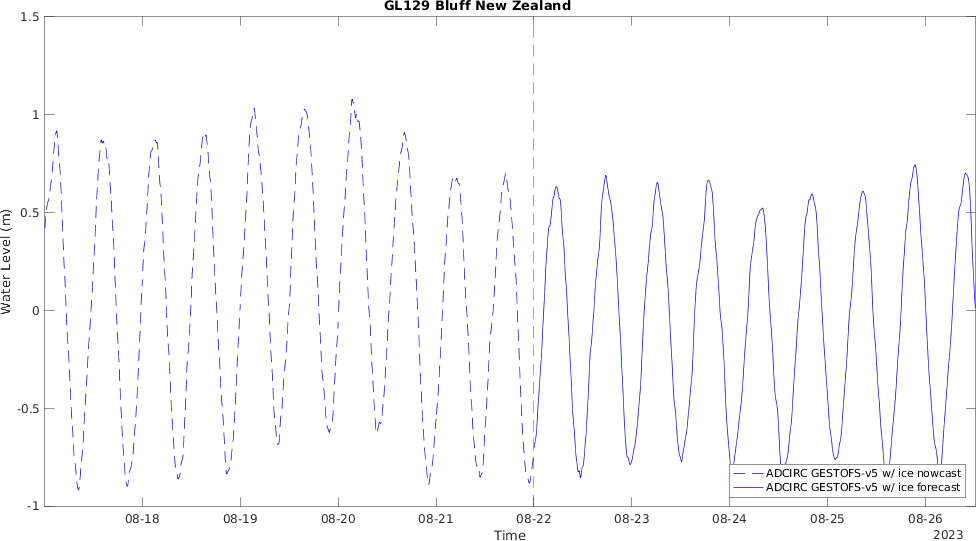 GL129 Bluff New Zealand
1.5
1
0.5
0
-0.5
-1
Water Level (m)
08-18 08-19 08-20 08-21 08-22 08-23 08-24 08-25 08-26
Time
2023
ADCIRC GESTOFS-v5 w/ ice nowcast
ADCIRC GESTOFS-v5 w/ ice forecast